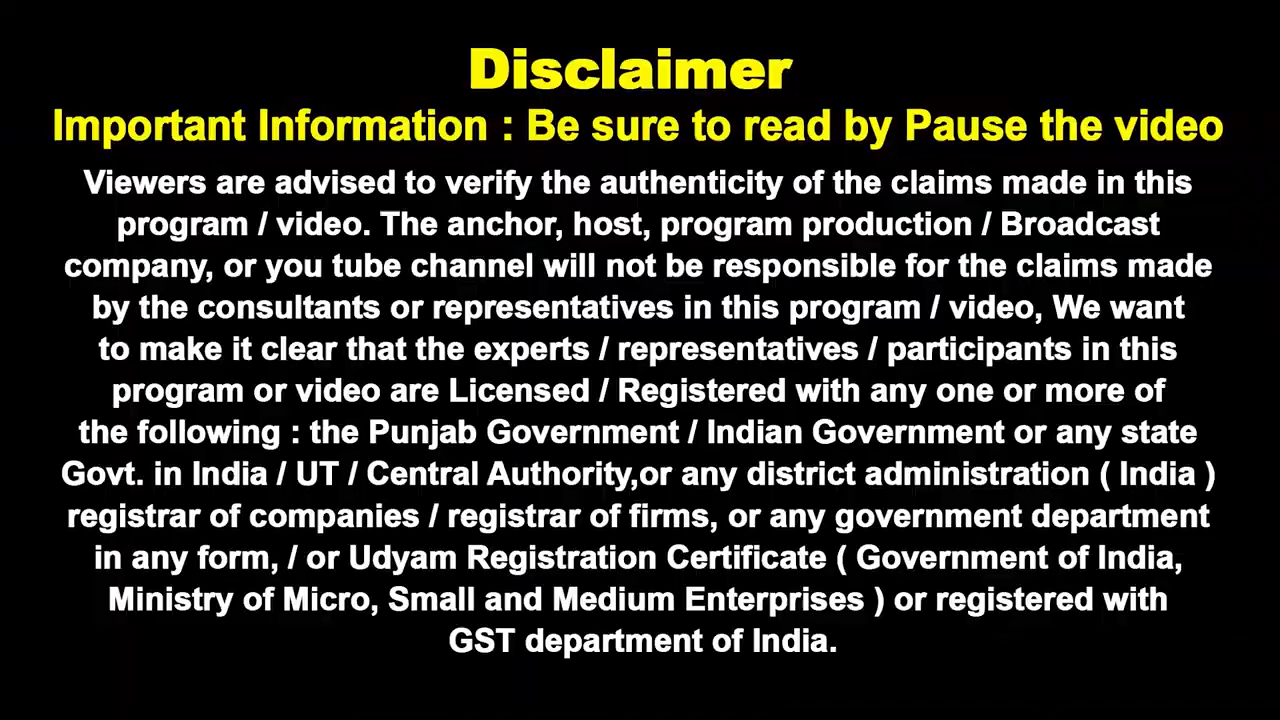 Disclaimer
Important Information : Be sure to read by Pause the video
Viewers are advised to verify the authenticity of the claims made in this
program / video. The anchor, host, program production / Broadcast
company, or you tube channel will not be responsible for the claims made
by the consultants or representatives in this program / video, We want
to make it clear that the experts / representatives / participants in this
program or video are Licensed / Registered with any one or more of
the following : the Punjab Government / Indian Government or any state
Govt. in India / UT / Central Authority,or any district administration ( India )
registrar of companies / registrar of firms, or any government department
in any form, / or Udyam Registration Certificate ( Government of India,
Ministry of Micro, Small and Medium Enterprises ) or registered with
GST department of India.